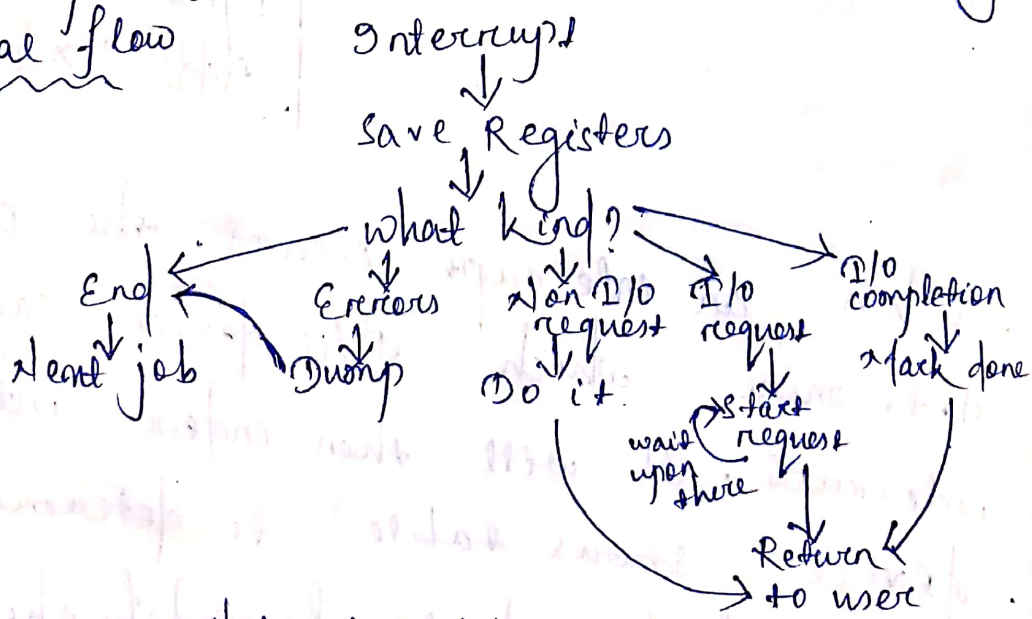 al flow
Interrupt
Save Registers
what kind?
End
Errors
Non I/O
request
I/O
request
I/O
completion
Next job
Dump
Do it.
Start
request
Mark done
wait
upon
there
Return
to user